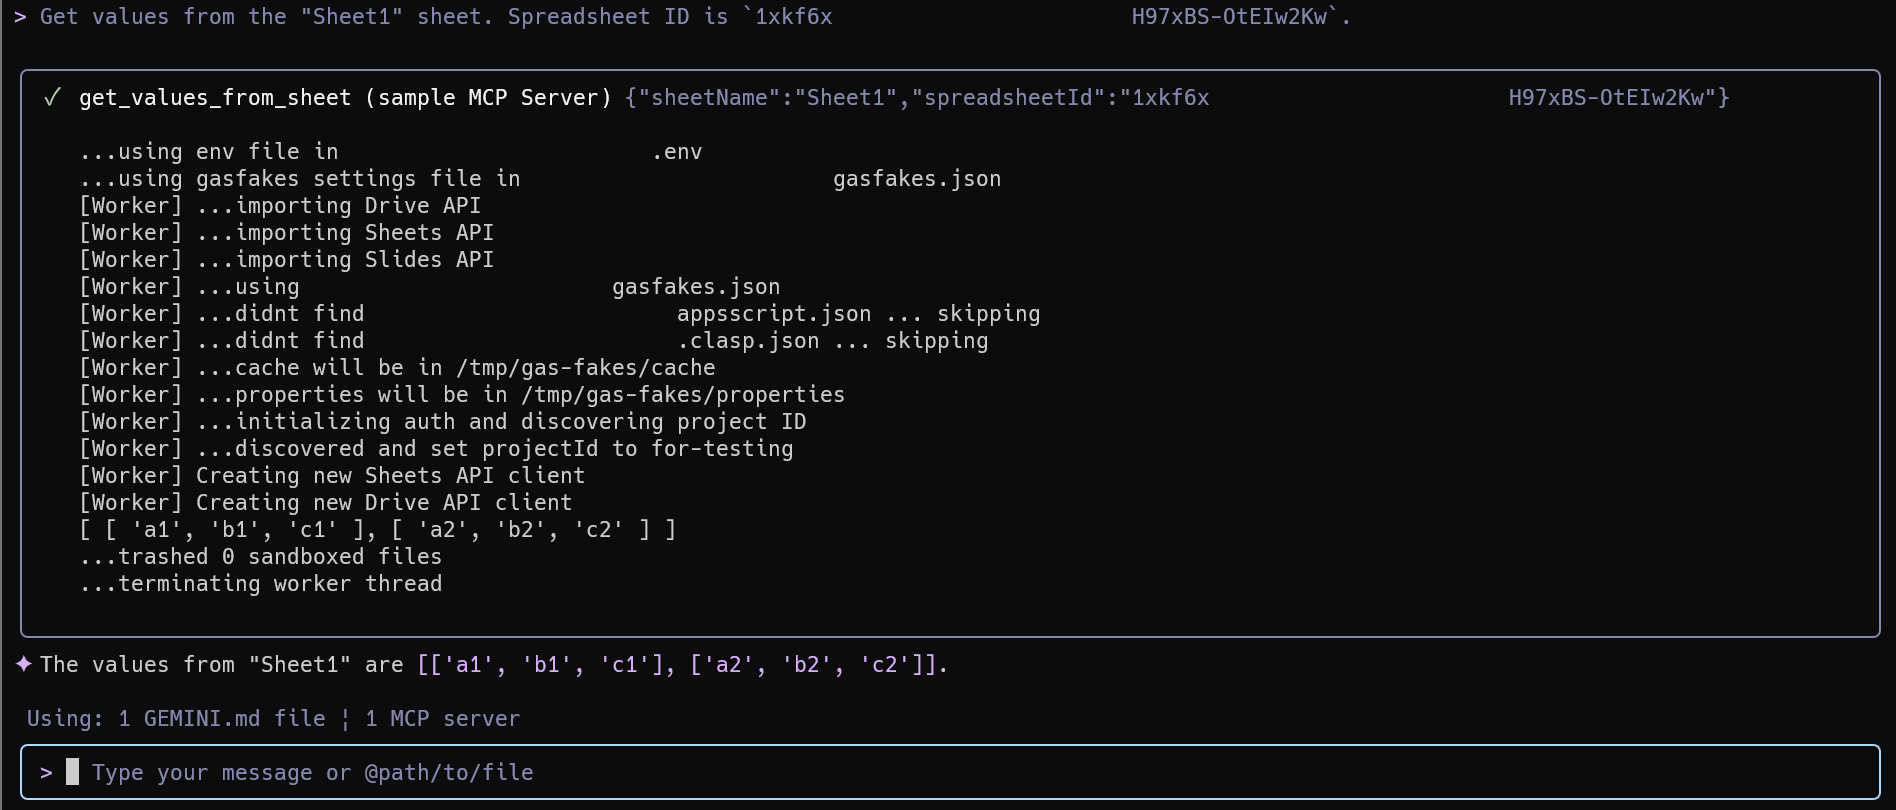 > Get values from the "Sheet1" sheet. Spreadsheet ID is `1xkf6x H97xBS-OtEIw2Kw`.
✓ get_values_from_sheet (sample MCP Server) {"sheetName":"Sheet1","spreadsheetId":"1xkf6x H97xBS-OtEIw2Kw"}
...using env file in .env
...using gasfakes settings file in gasfakes.json
[Worker] ...importing Drive API
[Worker] ...importing Sheets API
[Worker] ...importing Slides API
[Worker] ...using gasfakes.json
[Worker] ...didnt find appsscript.json ... skipping
[Worker] ...didnt find .clasp.json ... skipping
[Worker] ...cache will be in /tmp/gas-fakes/cache
[Worker] ...properties will be in /tmp/gas-fakes/properties
[Worker] ...initializing auth and discovering project ID
[Worker] ...discovered and set projectId to for-testing
[Worker] Creating new Sheets API client
[Worker] Creating new Drive API client
[ [ 'a1', 'b1', 'c1' ], [ 'a2', 'b2', 'c2' ] ]
...trashed 0 sandboxed files
...terminating worker thread
✦ The values from "Sheet1" are [['a1', 'b1', 'c1'], ['a2', 'b2', 'c2']].
Using: 1 GEMINI.md file ¦ 1 MCP server
> Type your message or @path/to/file